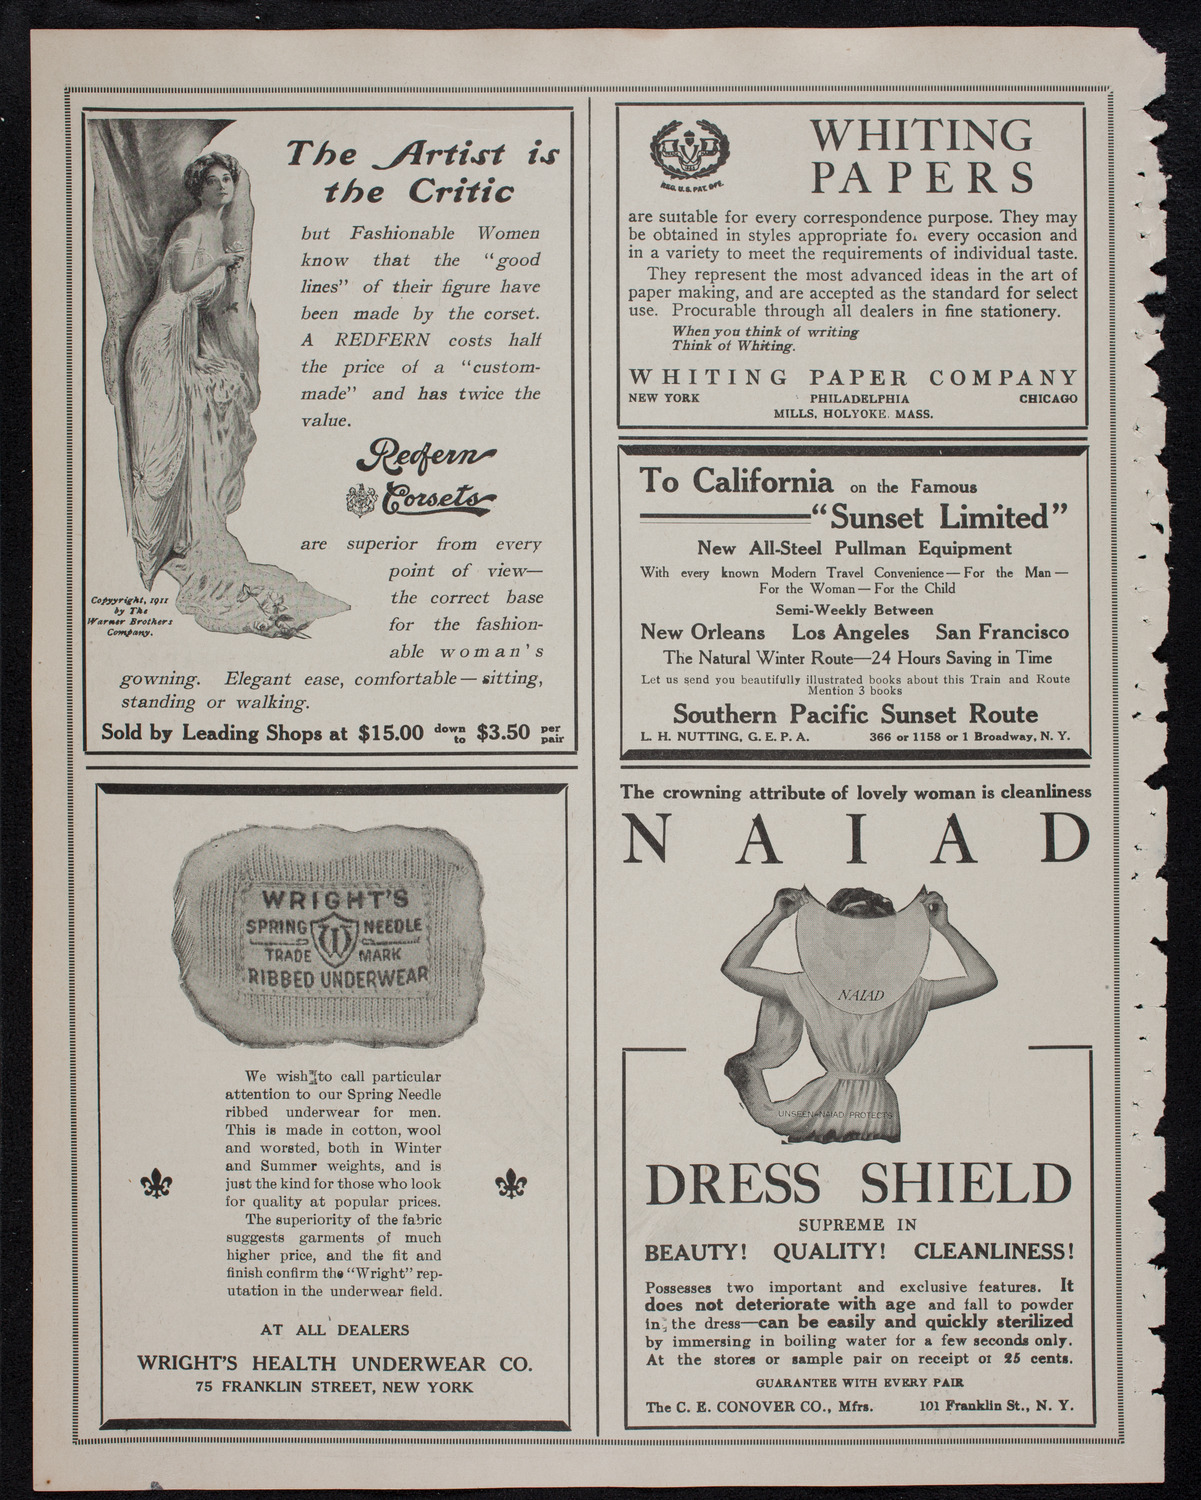 The Artist is
the Critic
but Fashionable Women
know that the "good
lines" of their figure have
been made by the corset.
A REDFERN costs half
the price of a "custom-
made" and has twice the
value.
Redfern
Corsets
are superior from every
point of view—
the correct base
for the fashion-
able woman's
gowning. Elegant ease, comfortable—sitting,
standing or walking.
Copyright, 1911
by The
Warner Brothers
Company.
Sold by Leading Shops at $15.00 down to $3.50 per pair
WRIGHT'S
SPRING NEEDLE
TRADE MARK
RIBBED UNDERWEAR
We wish to call particular
attention to our Spring Needle
ribbed underwear for men.
This is made in cotton, wool
and worsted, both in Winter
and Summer weights, and is
just the kind for those who look
for quality at popular prices.
The superiority of the fabric
suggests garments of much
higher price, and the fit and
finish confirm the "Wright" rep-
utation in the underwear field.
AT ALL DEALERS
WRIGHT'S HEALTH UNDERWEAR CO.
75 FRANKLIN STREET, NEW YORK
REG. U.S. PAT. OFF.
WHITING
PAPERS
are suitable for every correspondence purpose. They may
be obtained in styles appropriate for every occasion and
in a variety to meet the requirements of individual taste.
They represent the most advanced ideas in the art of
paper making, and are accepted as the standard for select
use. Procurable through all dealers in fine stationery.
When you think of writing
Think of Whiting.
WHITING PAPER COMPANY
NEW YORK PHILADELPHIA CHICAGO
MILLS, HOLYOKE. MASS.
To California on the Famous
"Sunset Limited"
New All-Steel Pullman Equipment
With every known Modern Travel Convenience—For the Man—
For the Woman—For the Child
Semi-Weekly Between
New Orleans Los Angeles San Francisco
The Natural Winter Route—24 Hours Saving in Time
Let us send you beautifully illustrated books about this Train and Route
Mention 3 books
Southern Pacific Sunset Route
L. H. NUTTING, G. E. P. A. 366 or 1158 or 1 Broadway, N. Y.
The crowning attribute of lovely woman is cleanliness
NAIAD
NAIAD
UNSEEN—NAIAD PROTECTS
DRESS SHIELD
SUPREME IN
BEAUTY! QUALITY! CLEANLINESS!
Possesses two important and exclusive features. It
does not deteriorate with age and fall to powder
in the dress—can be easily and quickly sterilized
by immersing in boiling water for a few seconds only.
At the stores or sample pair on receipt of 25 cents.
GUARANTEE WITH EVERY PAIR
The C. E. CONOVER CO., Mfrs. 101 Franklin St., N. Y.